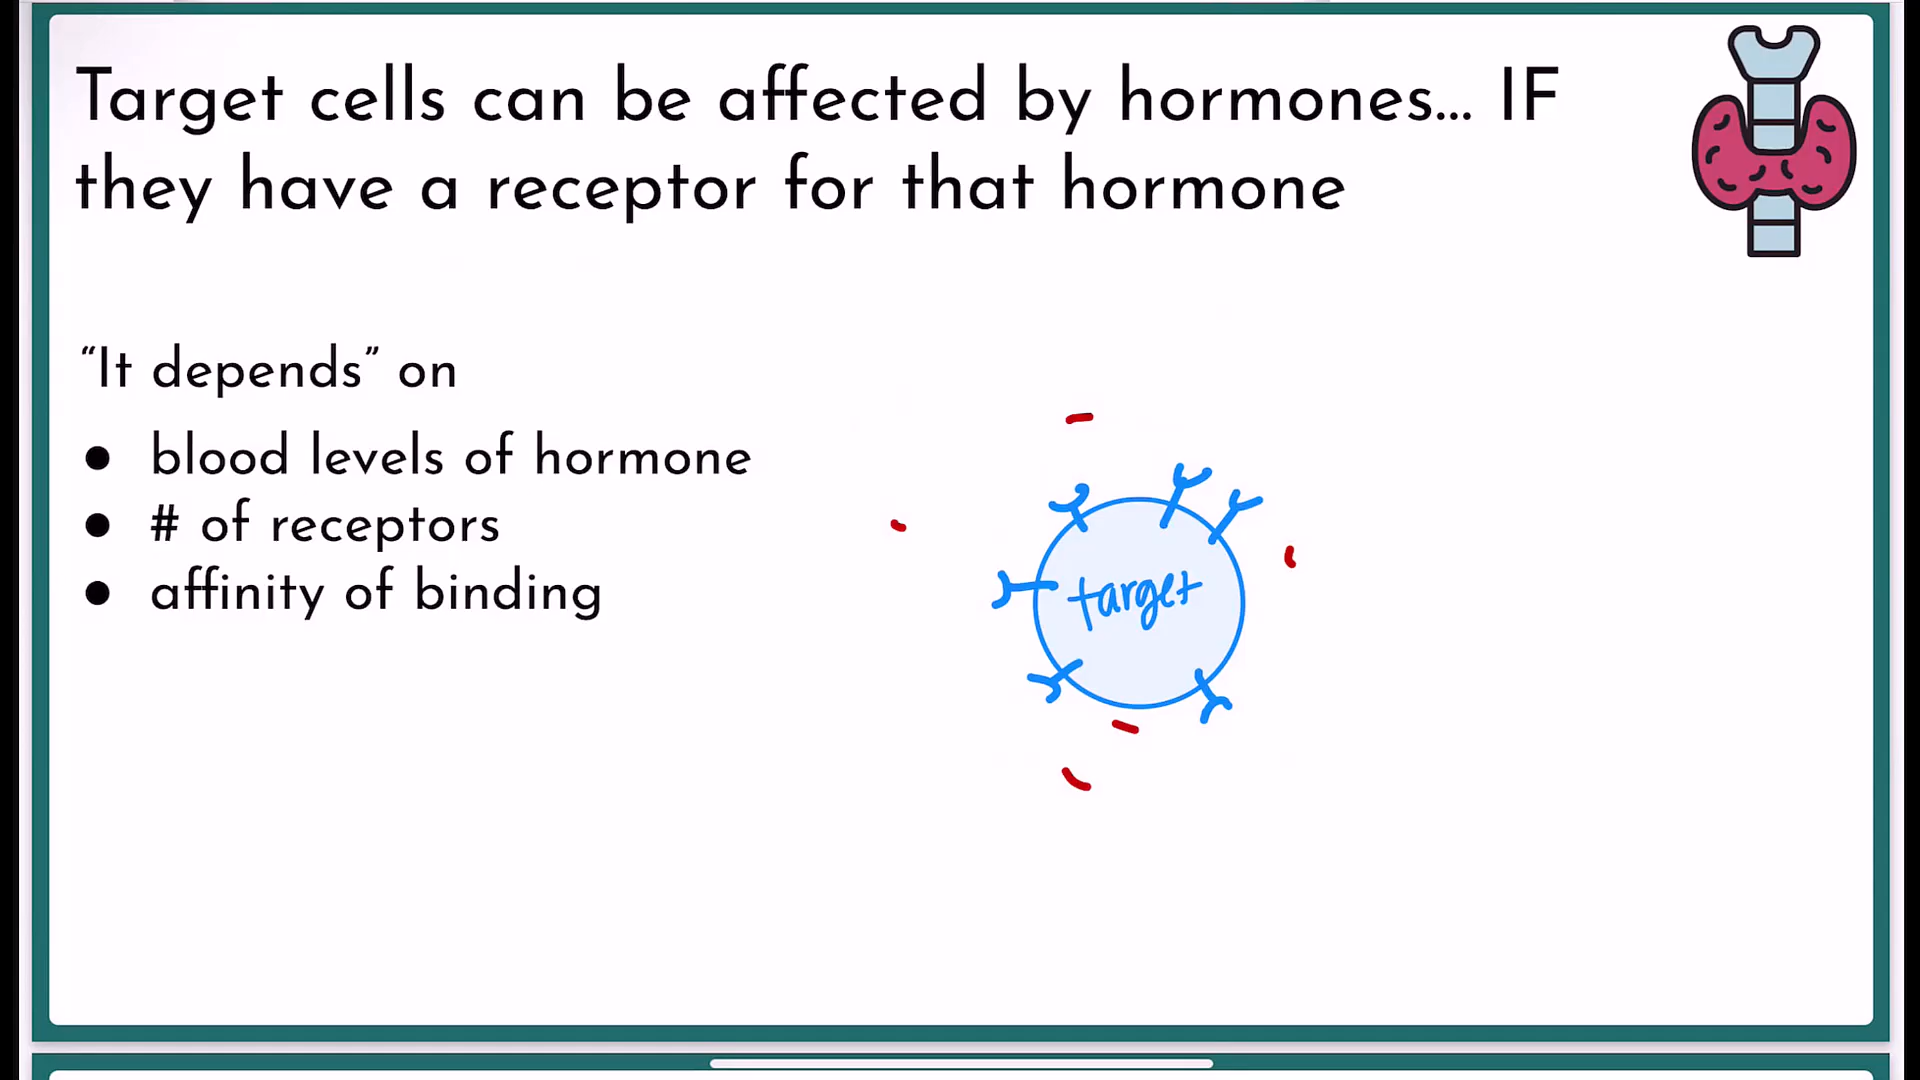 Target cells can be affected by hormones... IF
they have a receptor for that hormone
“It depends” on
● blood levels of hormone
● # of receptors
● affinity of binding
target